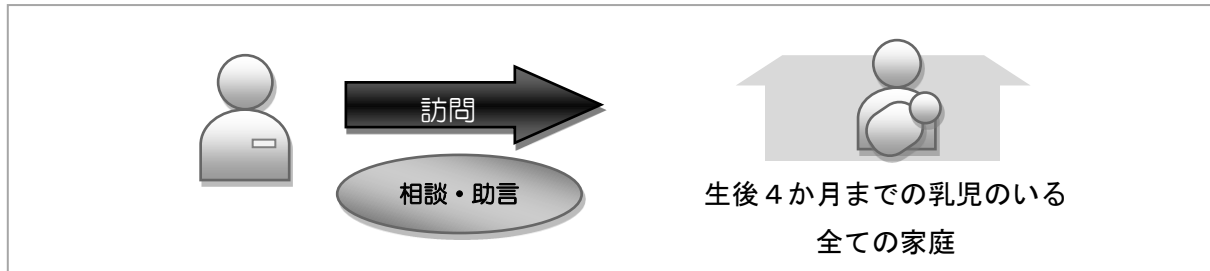 訪問
相談・助言
生後４か月までの乳児のいる
全ての家庭